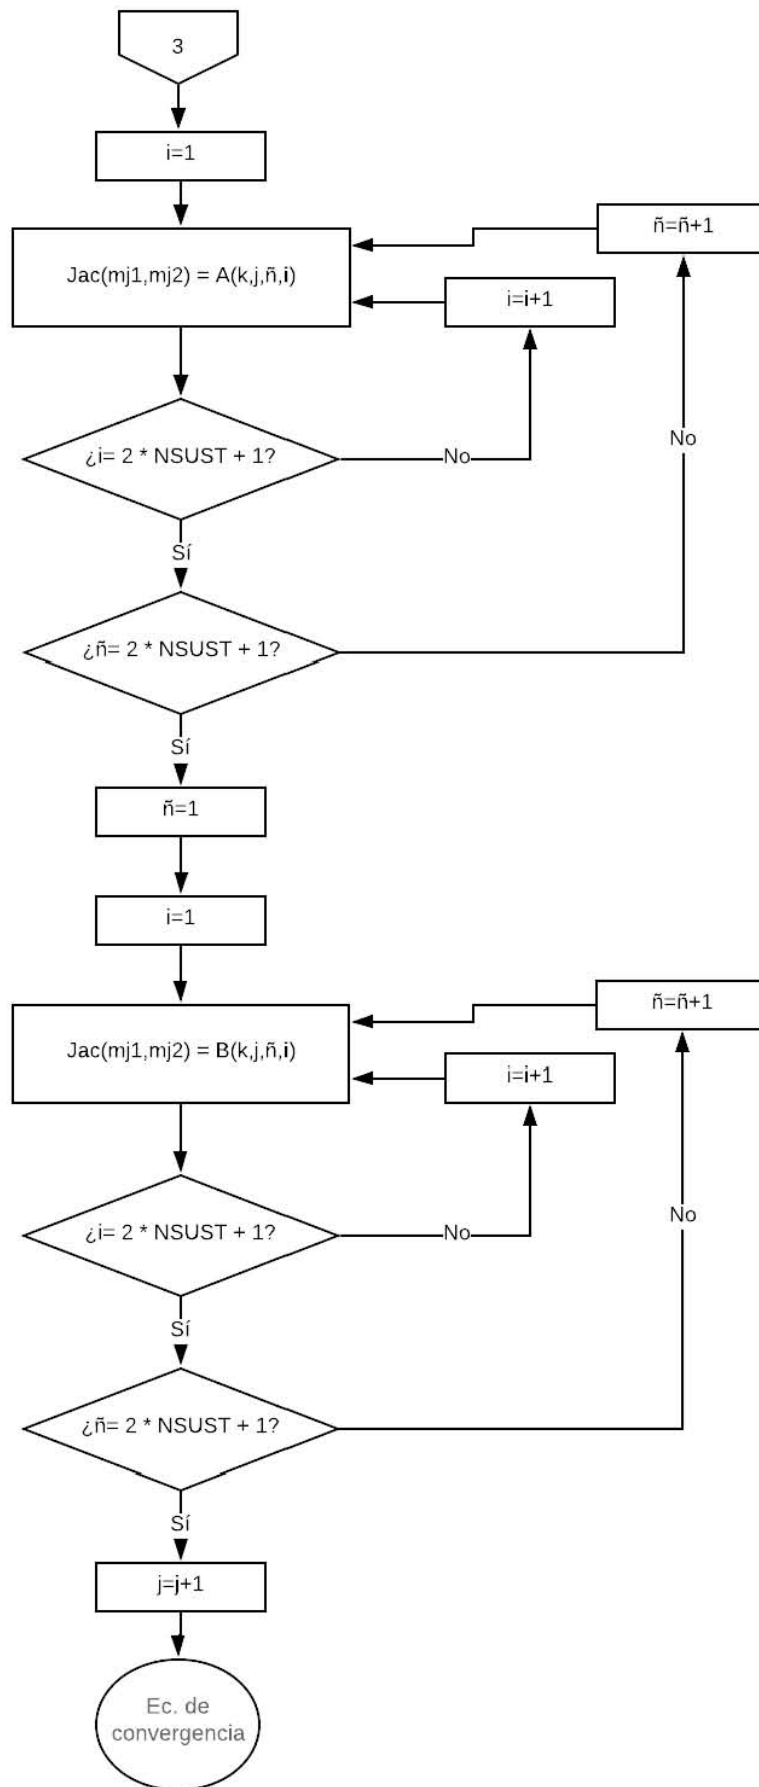 3
i=1
ñ=ñ+1
Jac(mj1,mj2) = A(k,j,ñ,i)
i=i+1
No
¿i= 2 * NSUST + 1?
No
Sí
¿ñ= 2 * NSUST + 1?
Sí
ñ=1
i=1
ñ=ñ+1
Jac(mj1,mj2) = B(k,j,ñ,i)
i=i+1
No
¿i= 2 * NSUST + 1?
No
Sí
¿ñ= 2 * NSUST + 1?
Sí
j=j+1
Ec. de
convergencia